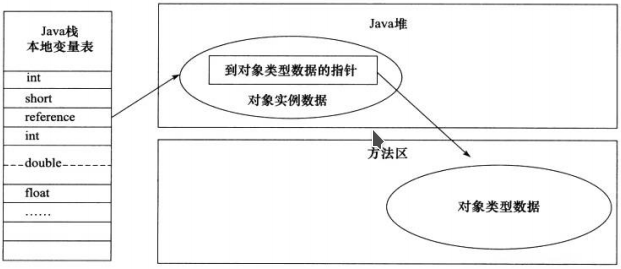 Java栈
本地变量表
int
short
reference
int
double
float
……
Java堆
到对象类型数据的指针
对象实例数据
方法区
对象类型数据